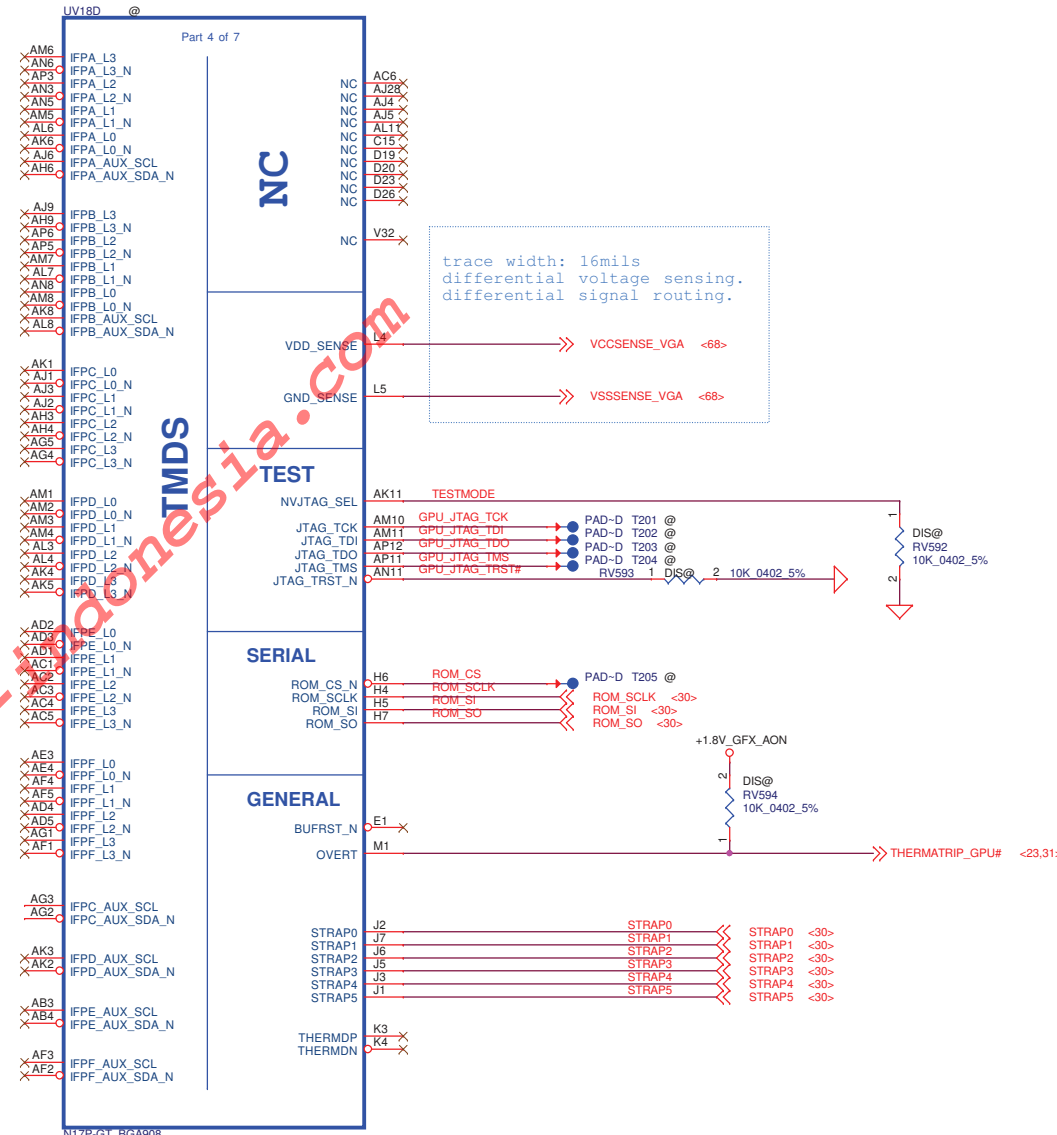 UV18D @
Part 4 of 7
AM6 IFPA_L3
AN6 IFPA_L3_N
AP3 IFPA_L2
AN3 IFPA_L2_N
AN5 IFPA_L1
AM5 IFPA_L1_N
AL6 IFPA_L0
AK6 IFPA_L0_N
AJ6 IFPA_AUX_SCL
AH6 IFPA_AUX_SDA_N
AJ9 IFPB_L3
AH9 IFPB_L3_N
AP6 IFPB_L2
AP5 IFPB_L2_N
AM7 IFPB_L1
AL7 IFPB_L1_N
AN8 IFPB_L0
AM8 IFPB_L0_N
AK8 IFPB_AUX_SCL
AL8 IFPB_AUX_SDA_N
AK1 IFPC_L0
AJ1 IFPC_L0_N
AJ3 IFPC_L1
AJ2 IFPC_L1_N
AH3 IFPC_L2
AH4 IFPC_L2_N
AG5 IFPC_L3
AG4 IFPC_L3_N
AM1 IFPD_L0
AM2 IFPD_L0_N
AM3 IFPD_L1
AM4 IFPD_L1_N
AL3 IFPD_L2
AL4 IFPD_L2_N
AK4 IFPD_L3
AK5 IFPD_L3_N
AD2 IFPE_L0
AD3 IFPE_L0_N
AD1 IFPE_L1
AC1 IFPE_L1_N
AC2 IFPE_L2
AC3 IFPE_L2_N
AC4 IFPE_L3
AC5 IFPE_L3_N
AE3 IFPF_L0
AE4 IFPF_L0_N
AF4 IFPF_L1
AF5 IFPF_L1_N
AD4 IFPF_L2
AD5 IFPF_L2_N
AG1 IFPF_L3
AF1 IFPF_L3_N
AG3 IFPC_AUX_SCL
AG2 IFPC_AUX_SDA_N
AK3 IFPD_AUX_SCL
AK2 IFPD_AUX_SDA_N
AB3 IFPE_AUX_SCL
AB4 IFPE_AUX_SDA_N
AF3 IFPF_AUX_SCL
AF2 IFPF_AUX_SDA_N
TMDS
NC
NC AC6
NC AJ28
NC AJ4
NC AJ5
NC AL11
NC C15
NC D19
NC D20
NC D23
NC D26
NC V32
trace width: 16mils
differential voltage sensing.
differential signal routing.
VDD_SENSE L4 VCCSENSE_VGA <68>
GND_SENSE L5 VSSSENSE_VGA <68>
TEST
NVJTAG_SEL AK11 TESTMODE
JTAG_TCK AM10 GPU_JTAG_TCK PAD~D T201 @
JTAG_TDI AM11 GPU_JTAG_TDI PAD~D T202 @
JTAG_TDO AP12 GPU_JTAG_TDO PAD~D T203 @
JTAG_TMS AP11 GPU_JTAG_TMS PAD~D T204 @
JTAG_TRST_N AN11 GPU_JTAG_TRST# RV593 1 DIS@ 2 10K_0402_5%
1
DIS@
RV592
10K_0402_5%
2
SERIAL
ROM_CS_N H6 ROM_CS PAD~D T205 @
ROM_SCLK H4 ROM_SCLK ROM_SCLK <30>
ROM_SI H5 ROM_SI ROM_SI <30>
ROM_SO H7 ROM_SO ROM_SO <30>
+1.8V_GFX_AON
2
DIS@
RV594
10K_0402_5%
1
GENERAL
BUFRST_N E1
OVERT M1 THERMATRIP_GPU# <23,31:
STRAP0 J2 STRAP0 STRAP0 <30>
STRAP1 J7 STRAP1 STRAP1 <30>
STRAP2 J6 STRAP2 STRAP2 <30>
STRAP3 J5 STRAP3 STRAP3 <30>
STRAP4 J3 STRAP4 STRAP4 <30>
STRAP5 J1 STRAP5 STRAP5 <30>
THERMDP K3
THERMDN K4
N17P-GT_BGA908
-indonesia.com